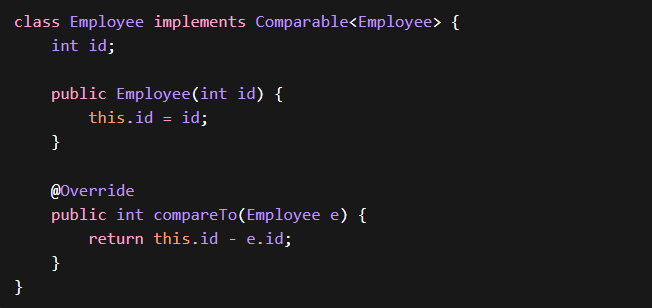 class Employee implements Comparable<Employee> {
    int id;

    public Employee(int id) {
        this.id = id;
    }

    @Override
    public int compareTo(Employee e) {
        return this.id - e.id;
    }
}